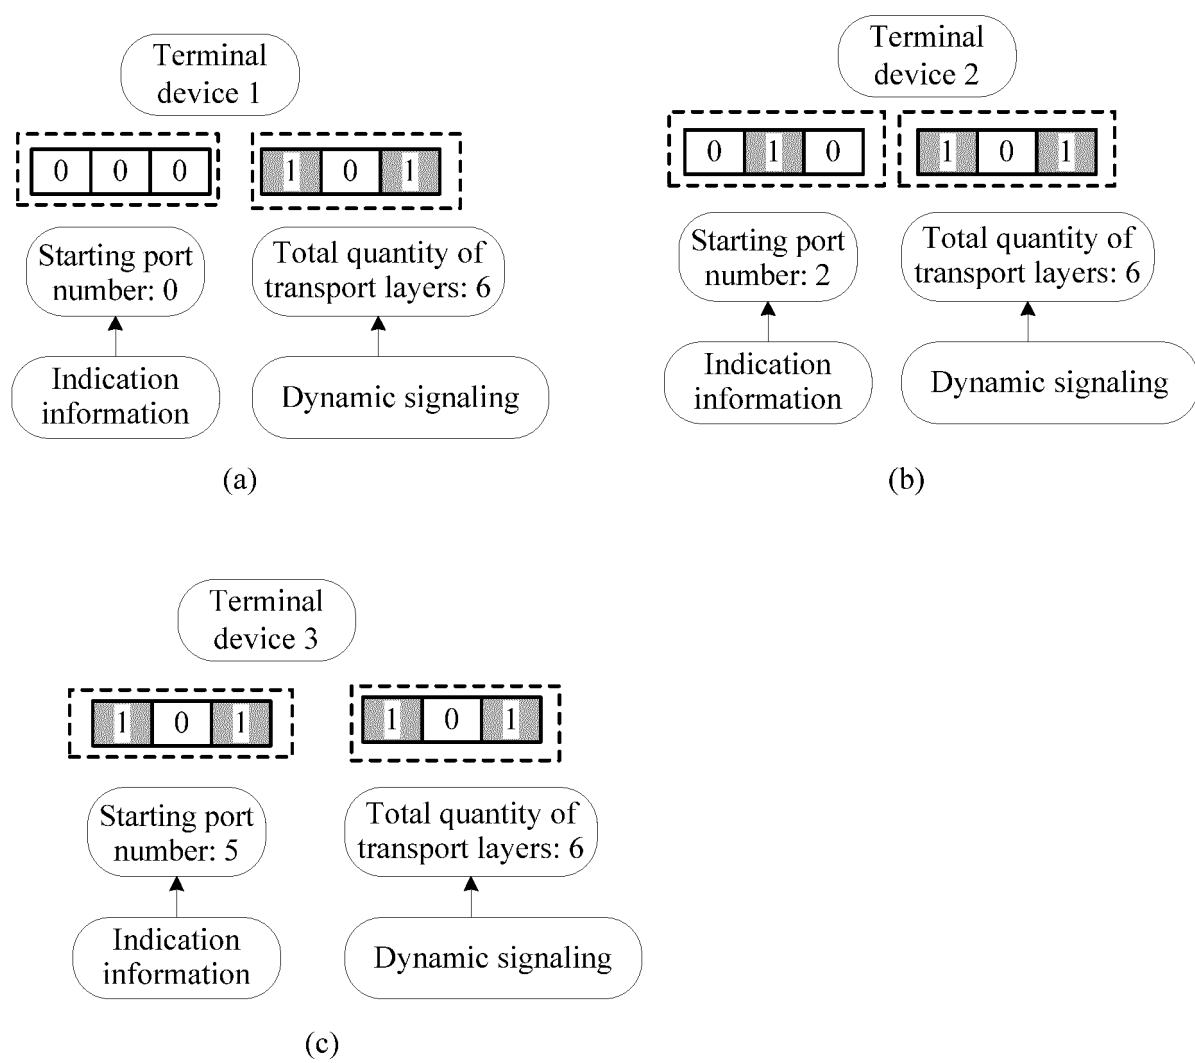 Terminal
device 1
0 0 0
1 0 1
Starting port
number: 0
Total quantity of
transport layers: 6
Indication
information
Dynamic signaling
(a)
Terminal
device 2
0 1 0
1 0 1
Starting port
number: 2
Total quantity of
transport layers: 6
Indication
information
Dynamic signaling
(b)
Terminal
device 3
1 0 1
1 0 1
Starting port
number: 5
Total quantity of
transport layers: 6
Indication
information
Dynamic signaling
(c)